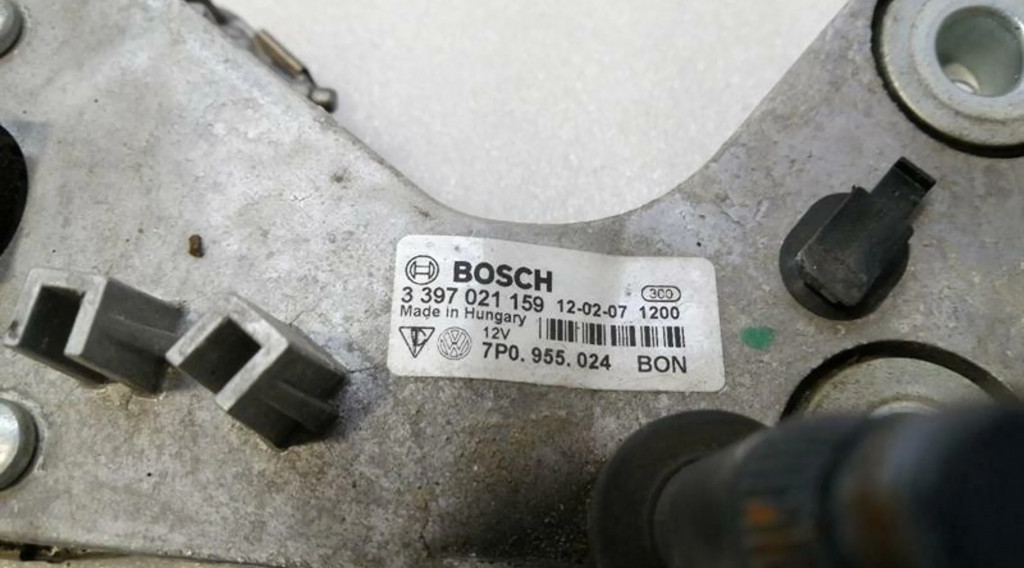 BOSCH
3 397 021 159 12-02-07 1200
300
Made in Hungary
12V
7P0. 955. 024 BON